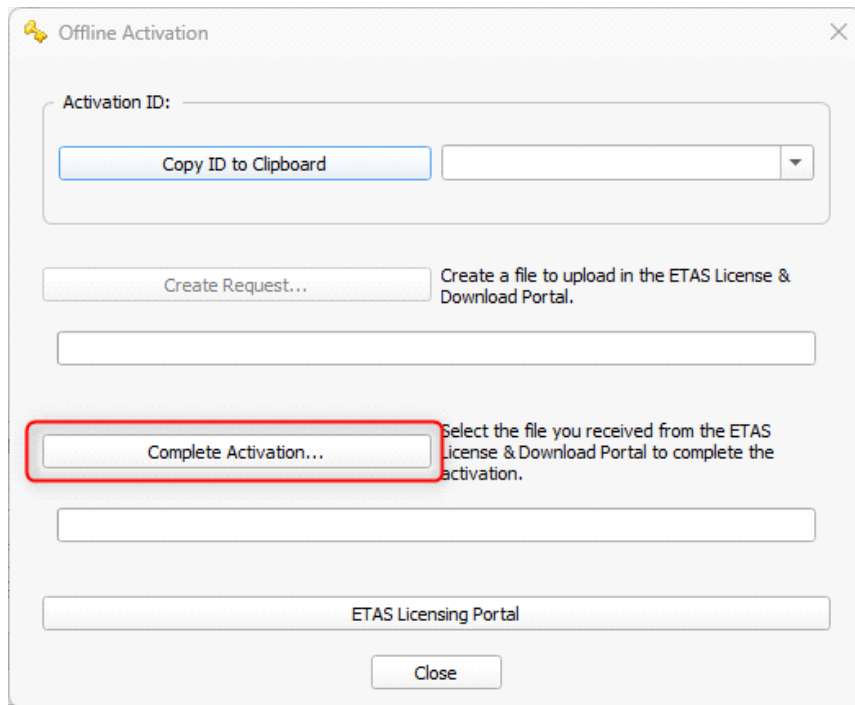 Offline Activation
Activation ID:
Copy ID to Clipboard
Create Request...
Create a file to upload in the ETAS License &
Download Portal.
Complete Activation...
Select the file you received from the ETAS
License & Download Portal to complete the
activation.
ETAS Licensing Portal
Close